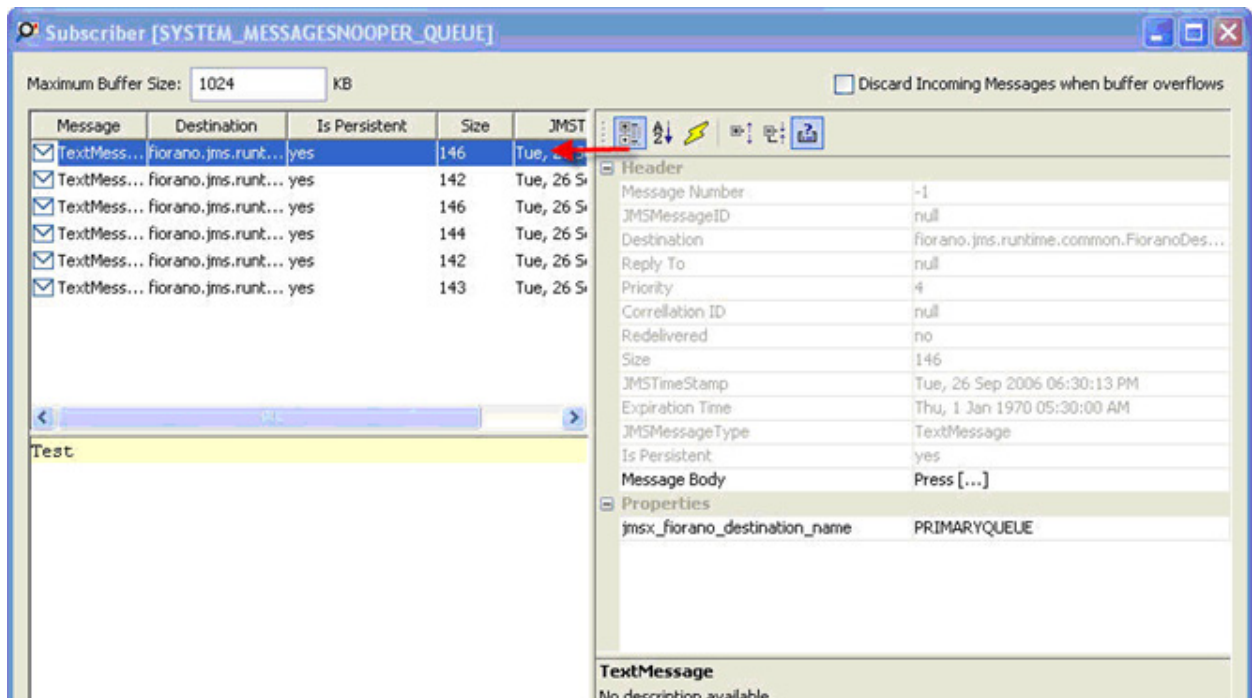 Subscriber [SYSTEM_MESSAGESNOOPER_QUEUE]
Maximum Buffer Size: 1024 KB
Discard Incoming Messages when buffer overflows
Message Destination Is Persistent Size JMST
TextMess... fiorano.jms.runt... yes 146 Tue,
TextMess... fiorano.jms.runt... yes 142 Tue, 26 S
TextMess... fiorano.jms.runt... yes 146 Tue, 26 S
TextMess... fiorano.jms.runt... yes 144 Tue, 26 S
TextMess... fiorano.jms.runt... yes 142 Tue, 26 S
TextMess... fiorano.jms.runt... yes 143 Tue, 26 S
Test
Header
Message Number -1
JMSMessageID null
Destination fiorano.jms.runtime.common.FioranoDes...
Reply To null
Priority 4
Correllation ID null
Redelivered no
Size 146
JMSTimeStamp Tue, 26 Sep 2006 06:30:13 PM
Expiration Time Thu, 1 Jan 1970 05:30:00 AM
JMSMessageType TextMessage
Is Persistent yes
Message Body Press [...]
Properties
jmsx_fiorano_destination_name PRIMARYQUEUE
TextMessage
No description available